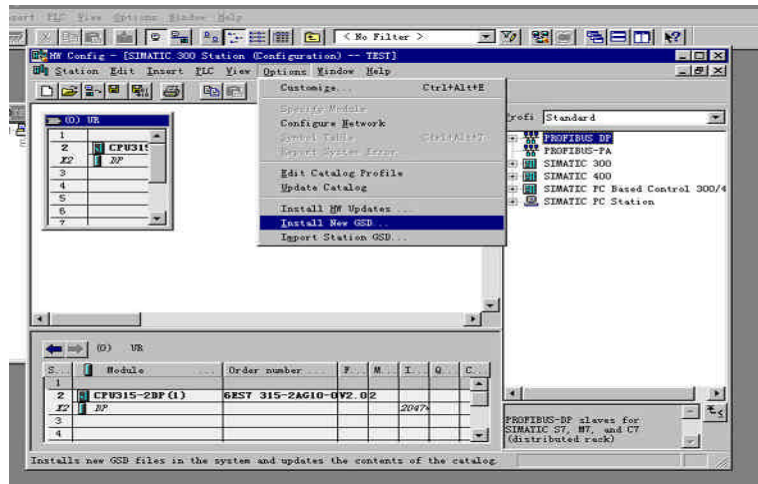 PLC View Options Window Help
< No Filter >
HW Config - [SIMATIC 300 Station (Configuration) -- TEST]
Station Edit Insert PLC View Options Window Help
Customize... Ctrl+Alt+E
Specify Module
Configure Network
Symbol Table Ctrl+Alt+T
Report System Error...
Edit Catalog Profile
Update Catalog
Install HW Updates ...
Install New GSD...
Import Station GSD...
(0) UR
1
2 CPU315
X2 DP
3
4
5
6
7
Profi Standard
PROFIBUS DP
PROFIBUS-PA
SIMATIC 300
SIMATIC 400
SIMATIC PC Based Control 300/4
SIMATIC PC Station
(0) UR
S... Module ... Order number ... F... M... I... Q... C...
1
2 CPU315-2DP(1) 6ES7 315-2AG10-0 V2.0 2
X2 DP 2047*
3
4
PROFIBUS-DP slaves for
SIMATIC S7, M7, and C7
(distributed rack)
Installs new GSD files in the system and updates the contents of the catalog.